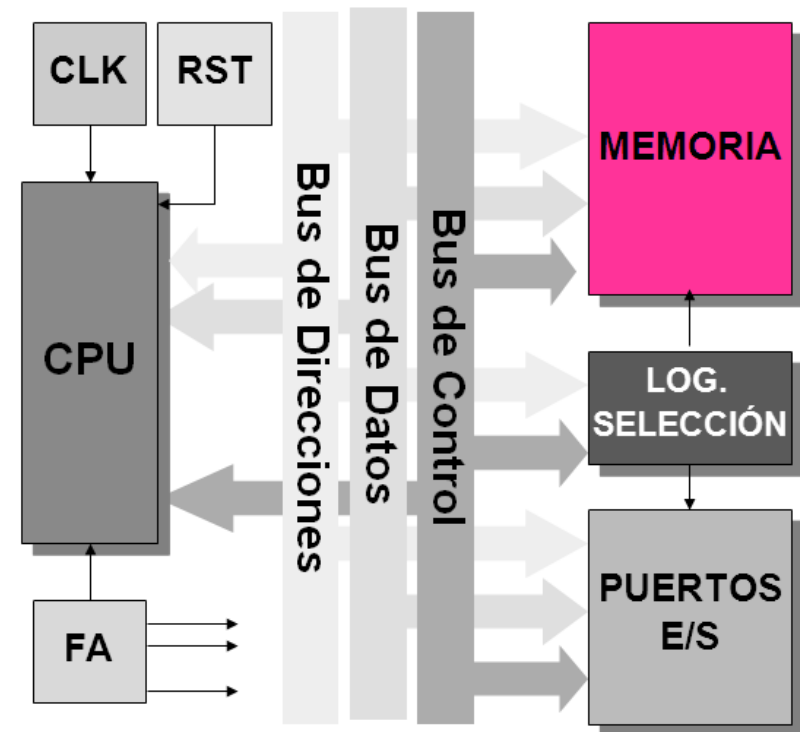 CLK
RST
CPU
FA
Bus de Direcciones
Bus de Datos
Bus de Control
MEMORIA
LOG.
SELECCIÓN
PUERTOS
E/S